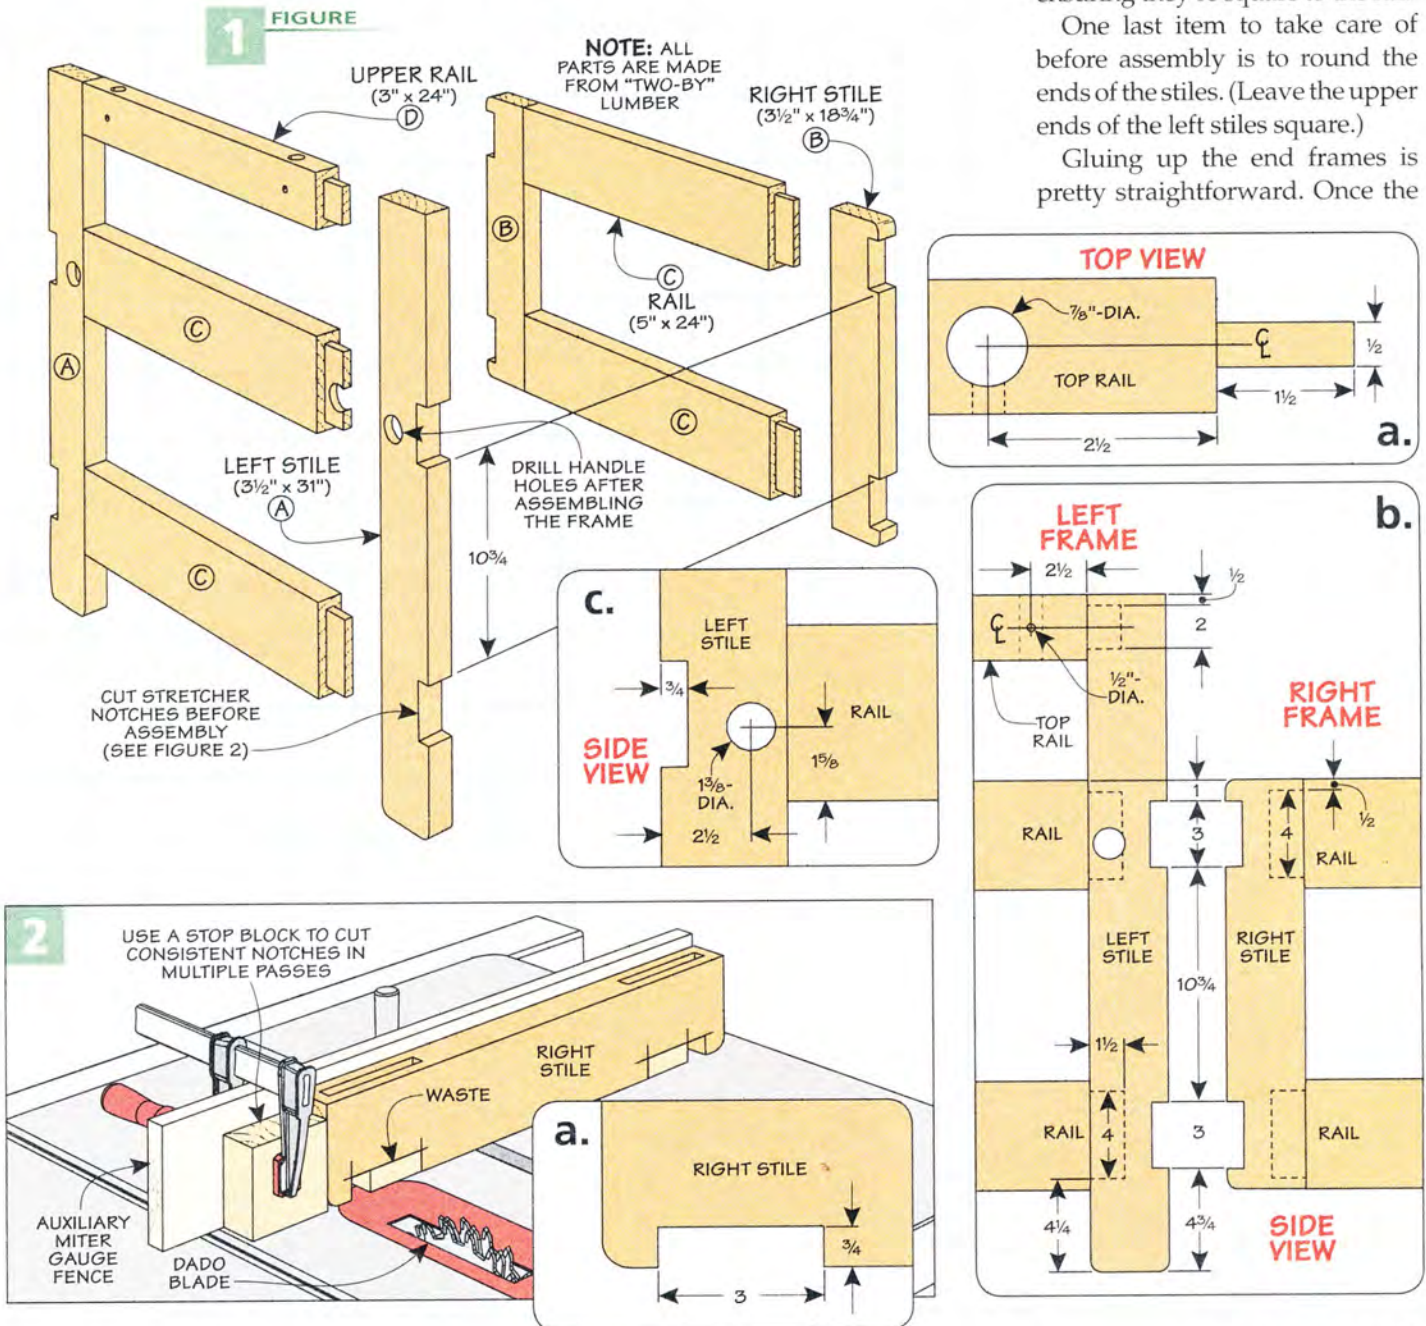 1 FIGURE
UPPER RAIL
(3" x 24")
D
NOTE: ALL
PARTS ARE MADE
FROM "TWO-BY"
LUMBER
RIGHT STILE
(3½" x 18¾")
B
B
C
RAIL
(5" x 24")
C
A
C
C
LEFT STILE
(3½" x 31")
A
DRILL HANDLE
HOLES AFTER
ASSEMBLING
THE FRAME
10¾
CUT STRETCHER
NOTCHES BEFORE
ASSEMBLY
(SEE FIGURE 2)
One last item to take care of
before assembly is to round the
ends of the stiles. (Leave the upper
ends of the left stiles square.)
Gluing up the end frames is
pretty straightforward. Once the
TOP VIEW
⅞"-DIA.
℄
½
TOP RAIL
1½
2½
a.
c.
LEFT
STILE
¾
RAIL
SIDE
VIEW
1⅜-
DIA.
1⅝
2½
b.
LEFT
FRAME
2½
½
2
℄
½"-
DIA.
TOP
RAIL
RIGHT
FRAME
1
½
RAIL
3
4
RAIL
LEFT
STILE
RIGHT
STILE
10¾
1½
RAIL
4
3
RAIL
4¼
4¾
SIDE
VIEW
2
USE A STOP BLOCK TO CUT
CONSISTENT NOTCHES IN
MULTIPLE PASSES
RIGHT
STILE
WASTE
AUXILIARY
MITER
GAUGE
FENCE
DADO
BLADE
a.
RIGHT STILE
¾
3